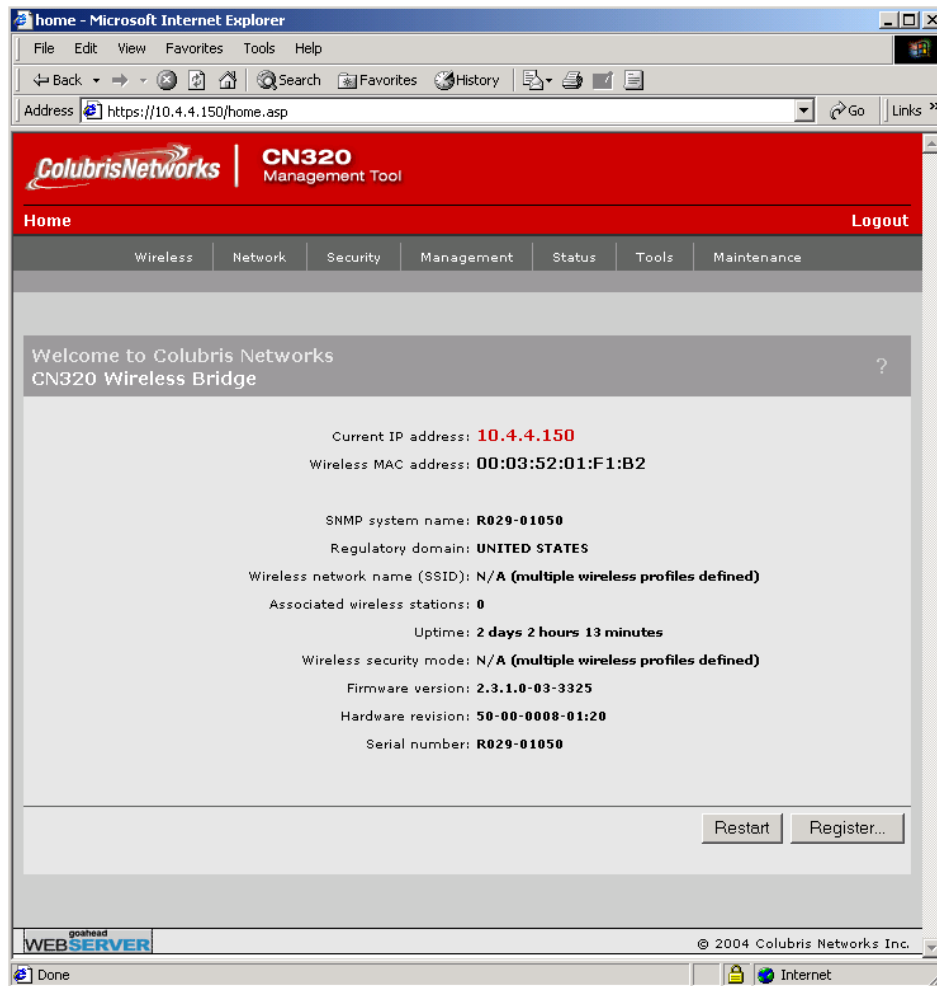 home - Microsoft Internet Explorer
File Edit View Favorites Tools Help
Back Search Favorites History
Address https://10.4.4.150/home.asp Go Links »
ColubrisNetworks CN320
Management Tool
Home Logout
Wireless Network Security Management Status Tools Maintenance
Welcome to Colubris Networks
CN320 Wireless Bridge ?
Current IP address: 10.4.4.150
Wireless MAC address: 00:03:52:01:F1:B2
SNMP system name: R029-01050
Regulatory domain: UNITED STATES
Wireless network name (SSID): N/A (multiple wireless profiles defined)
Associated wireless stations: 0
Uptime: 2 days 2 hours 13 minutes
Wireless security mode: N/A (multiple wireless profiles defined)
Firmware version: 2.3.1.0-03-3325
Hardware revision: 50-00-0008-01:20
Serial number: R029-01050
Restart Register...
goahead
WEBSERVER © 2004 Colubris Networks Inc.
Done Internet